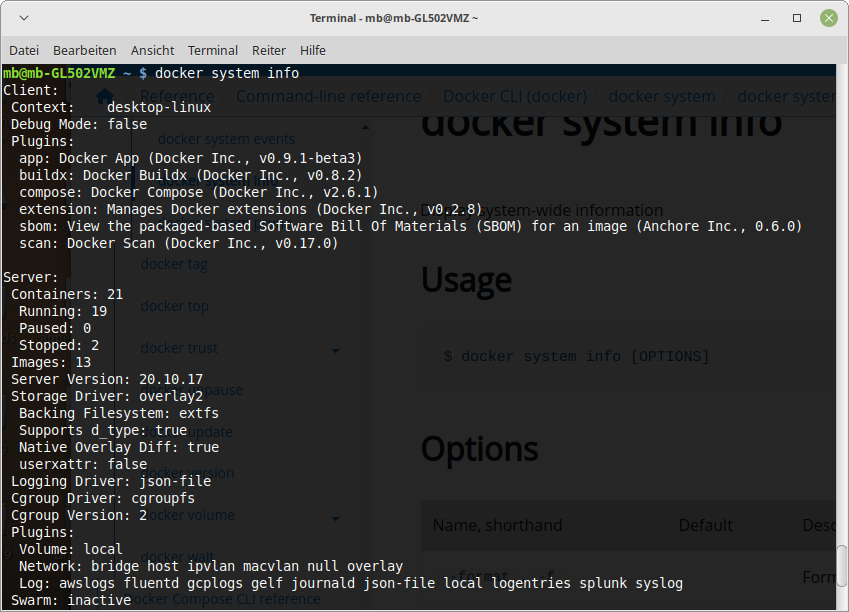 Terminal - mb@mb-GL502VMZ ~
Datei Bearbeiten Ansicht Terminal Reiter Hilfe
mb@mb-GL502VMZ ~ $ docker system info
Client:
 Context:    desktop-linux
 Debug Mode: false
 Plugins:
  app: Docker App (Docker Inc., v0.9.1-beta3)
  buildx: Docker Buildx (Docker Inc., v0.8.2)
  compose: Docker Compose (Docker Inc., v2.6.1)
  extension: Manages Docker extensions (Docker Inc., v0.2.8)
  sbom: View the packaged-based Software Bill Of Materials (SBOM) for an image (Anchore Inc., 0.6.0)
  scan: Docker Scan (Docker Inc., v0.17.0)
Server:
 Containers: 21
  Running: 19
  Paused: 0
  Stopped: 2
 Images: 13
 Server Version: 20.10.17
 Storage Driver: overlay2
  Backing Filesystem: extfs
  Supports d_type: true
  Native Overlay Diff: true
  userxattr: false
 Logging Driver: json-file
 Cgroup Driver: cgroupfs
 Cgroup Version: 2
 Plugins:
  Volume: local
  Network: bridge host ipvlan macvlan null overlay
  Log: awslogs fluentd gcplogs gelf journald json-file local logentries splunk syslog
 Swarm: inactive
Reference / Command-line reference / Docker CLI (docker) / docker system / docker
docker system events
docker tag
docker top
docker trust
docker version
docker volume
docker wait
Docker Compose CLI reference
docker system info
system-wide information
Usage
$ docker system info [OPTIONS]
Options
Name, shorthand Default